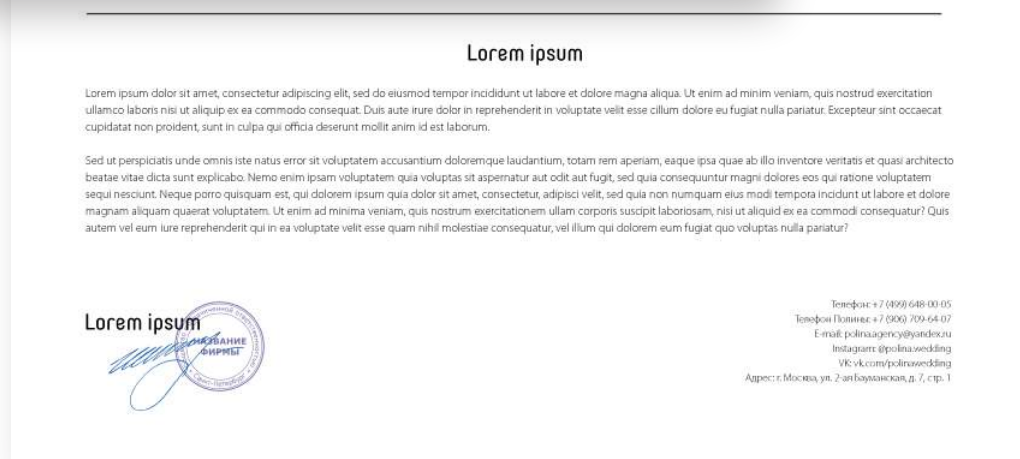 Lorem ipsum
Lorem ipsum dolor sit amet, consectetur adipiscing elit, sed do eiusmod tempor incididunt ut labore et dolore magna aliqua. Ut enim ad minim veniam, quis nostrud exercitation
ullamco laboris nisi ut aliquip ex ea commodo consequat. Duis aute irure dolor in reprehenderit in voluptate velit esse cillum dolore eu fugiat nulla pariatur. Excepteur sint occaecat
cupidatat non proident, sunt in culpa qui officia deserunt mollit anim id est laborum.
Sed ut perspiciatis unde omnis iste natus error sit voluptatem accusantium doloremque laudantium, totam rem aperiam, eaque ipsa quae ab illo inventore veritatis et quasi architecto
beatae vitae dicta sunt explicabo. Nemo enim ipsam voluptatem quia voluptas sit aspernatur aut odit aut fugit, sed quia consequuntur magni dolores eos qui ratione voluptatem
sequi nesciunt. Neque porro quisquam est, qui dolorem ipsum quia dolor sit amet, consectetur, adipisci velit, sed quia non numquam eius modi tempora incidunt ut labore et dolore
magnam aliquam quaerat voluptatem. Ut enim ad minima veniam, quis nostrum exercitationem ullam corporis suscipit laboriosam, nisi ut aliquid ex ea commodi consequatur? Quis
autem vel eum iure reprehenderit qui in ea voluptate velit esse quam nihil molestiae consequatur, vel illum qui dolorem eum fugiat quo voluptas nulla pariatur?
Lorem ipsum
НАЗВАНИЕ
ФИРМЫ
ответственностью
Санкт-Петербург
Телефон: +7 (499) 648-00-05
Телефон Полины: +7 (906) 709-64-07
E-mail: polina.agency@yandex.ru
Instagram: @polina.wedding
VK: vk.com/polinawedding
Адрес: г. Москва, ул. 2-ая Бауманская, д. 7, стр. 1